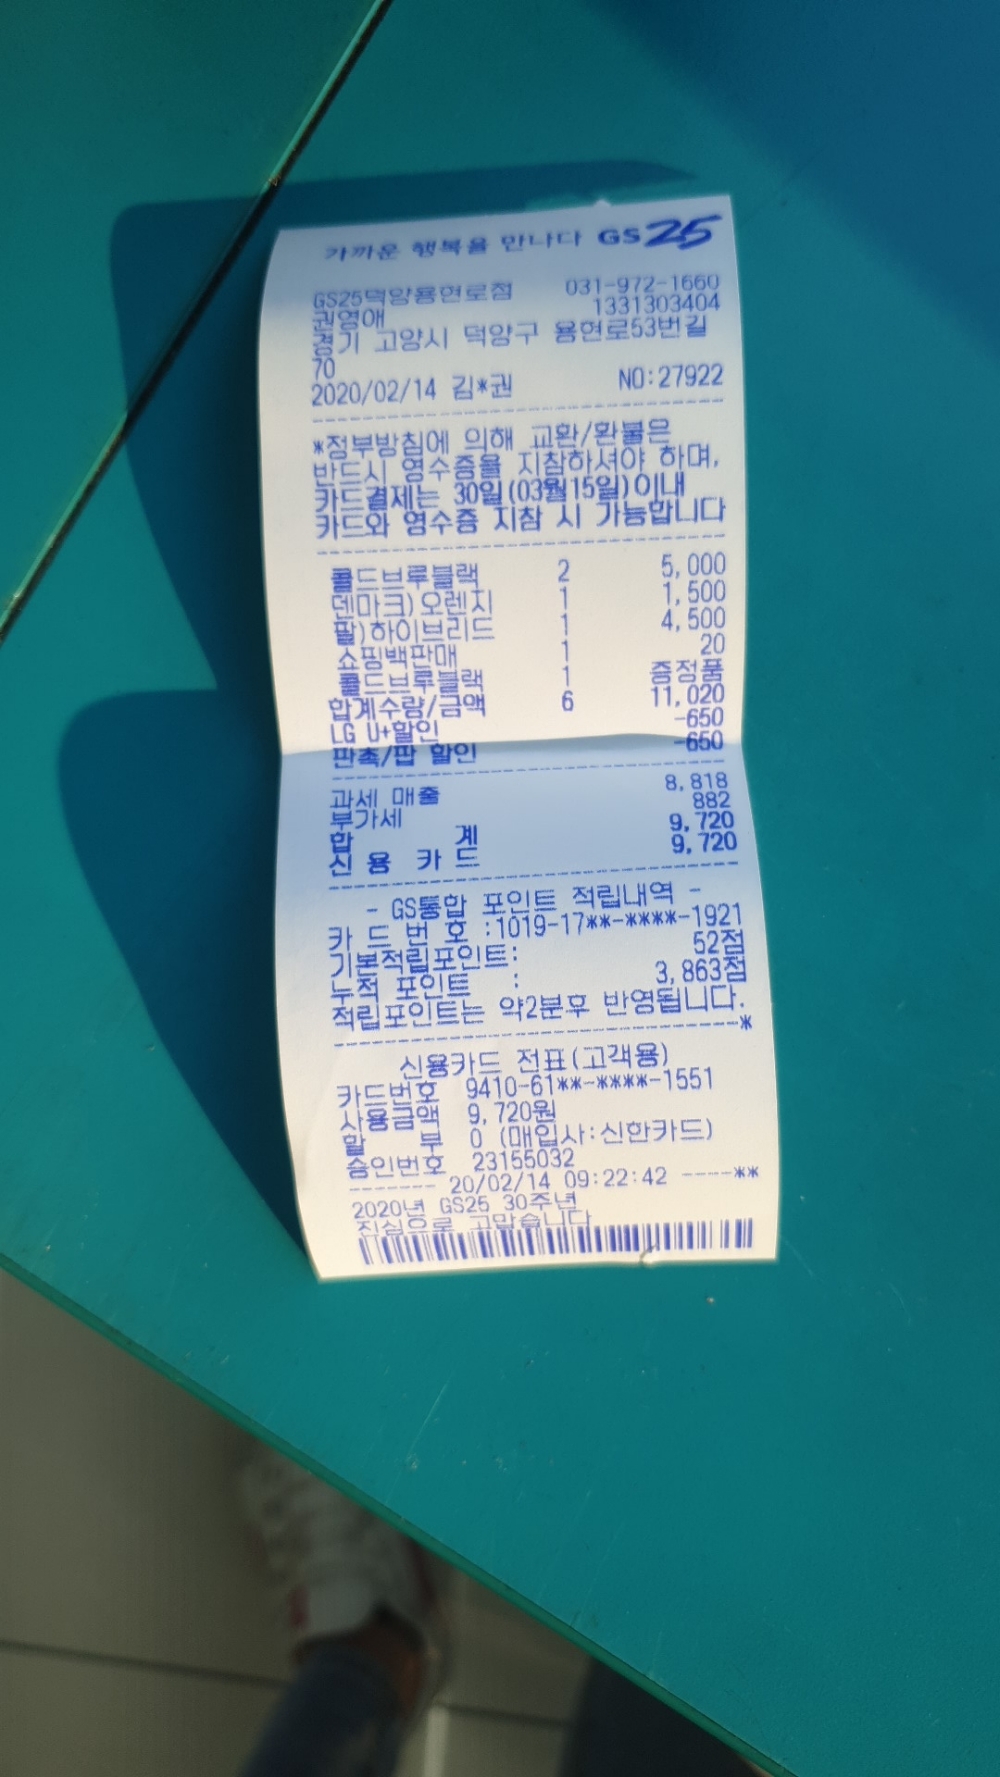 가까운 행복을 만나다 GS25
GS25덕양용현로점 031-972-1660
권영애 1331303404
경기 고양시 덕양구 용현로53번길
70
2020/02/14 김*권 NO:27922
*정부방침에 의해 교환/환불은
반드시 영수증을 지참하셔야 하며,
카드결제는 30일(03월15일)이내
카드와 영수증 지참 시 가능합니다
콜드브루블랙 2 5,000
덴마크)오렌지 1 1,500
팔)하이브리드 1 4,500
쇼핑백판매 1 20
콜드브루블랙 1 증정품
합계수량/금액 6 11,020
LG U+할인 -650
판촉/팝 할인 -650
과세 매출 8,818
부가세 882
합 계 9,720
신 용 카 드 9,720
- GS통합 포인트 적립내역 -
카 드 번 호 :1019-17**-****-1921
기본적립포인트: 52점
누적 포인트 : 3,863점
적립포인트는 약2분후 반영됩니다.
-*
신용카드 전표(고객용)
카드번호 9410-61**-****-1551
사용금액 9,720원
할 부 0 (매입사:신한카드)
승인번호 23155032
------- 20/02/14 09:22:42 ----**
2020년 GS25 30주년
진심으로 고맙습니다